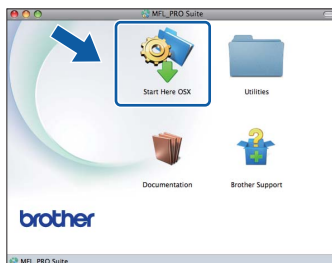 MFL_PRO Suite
Start Here OSX
Utilities
Documentation
Brother Support
brother
MFL_PRO Suite